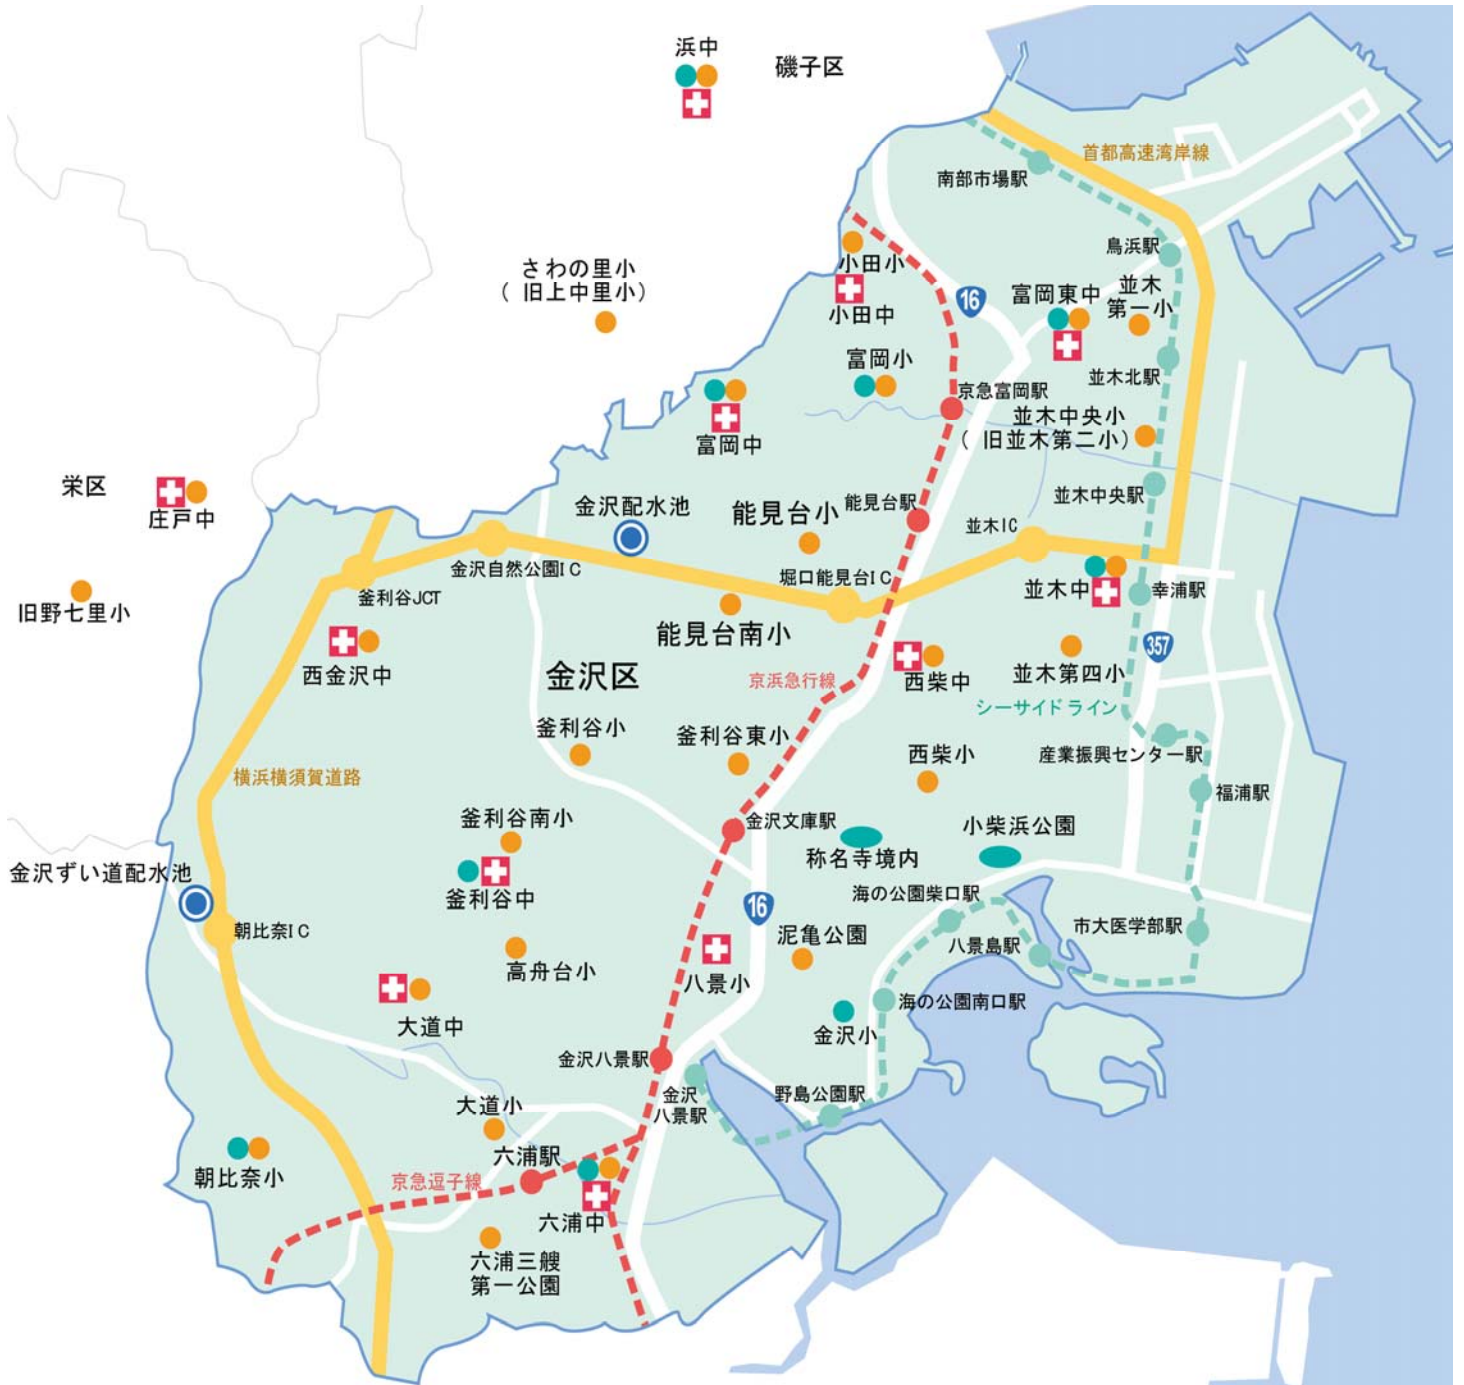 浜中
磯子区
首都高速湾岸線
南部市場駅
鳥浜駅
さわの里小
(旧上中里小)
小田小
小田中
16
富岡東中
並木
第一小
富岡小
並木北駅
京急富岡駅
並木中央小
(旧並木第二小)
富岡中
栄区
庄戸中
金沢配水池
能見台小
能見台駅
並木中央駅
並木IC
金沢自然公園IC
堀口能見台IC
釜利谷JCT
並木中
幸浦駅
旧野七里小
能見台南小
西金沢中
金沢区
京浜急行線
西柴中
並木第四小
357
シーサイドライン
釜利谷小
釜利谷東小
西柴小
産業振興センター駅
横浜横須賀道路
福浦駅
釜利谷南小
金沢文庫駅
小柴浜公園
称名寺境内
金沢ずい道配水池
釜利谷中
海の公園柴口駅
16
朝比奈IC
泥亀公園
八景島駅
市大医学部駅
高舟台小
八景小
海の公園南口駅
大道中
金沢小
金沢八景駅
金沢
八景駅
野島公園駅
大道小
六浦駅
朝比奈小
京急逗子線
六浦中
六浦三艘
第一公園